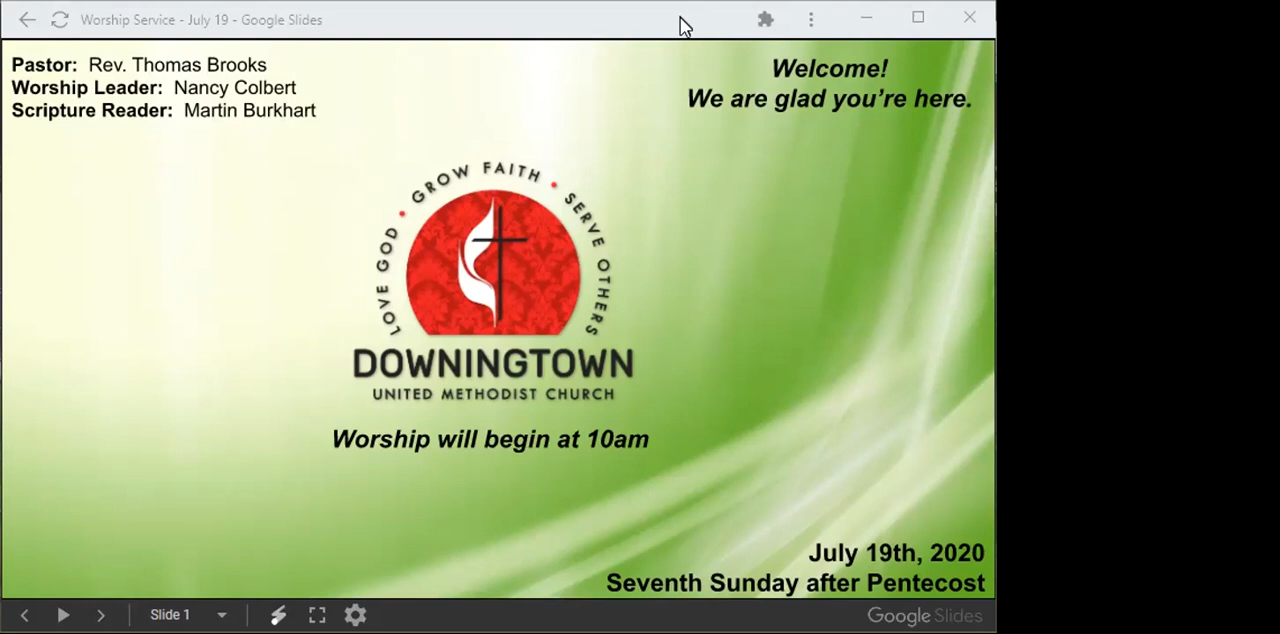 Worship Service - July 19 - Google Slides
Pastor: Rev. Thomas Brooks
Worship Leader: Nancy Colbert
Scripture Reader: Martin Burkhart
Welcome!
We are glad you're here.
LOVE GOD • GROW FAITH • SERVE OTHERS
DOWNINGTOWN
UNITED METHODIST CHURCH
Worship will begin at 10am
July 19th, 2020
Seventh Sunday after Pentecost
Slide 1
Google Slides